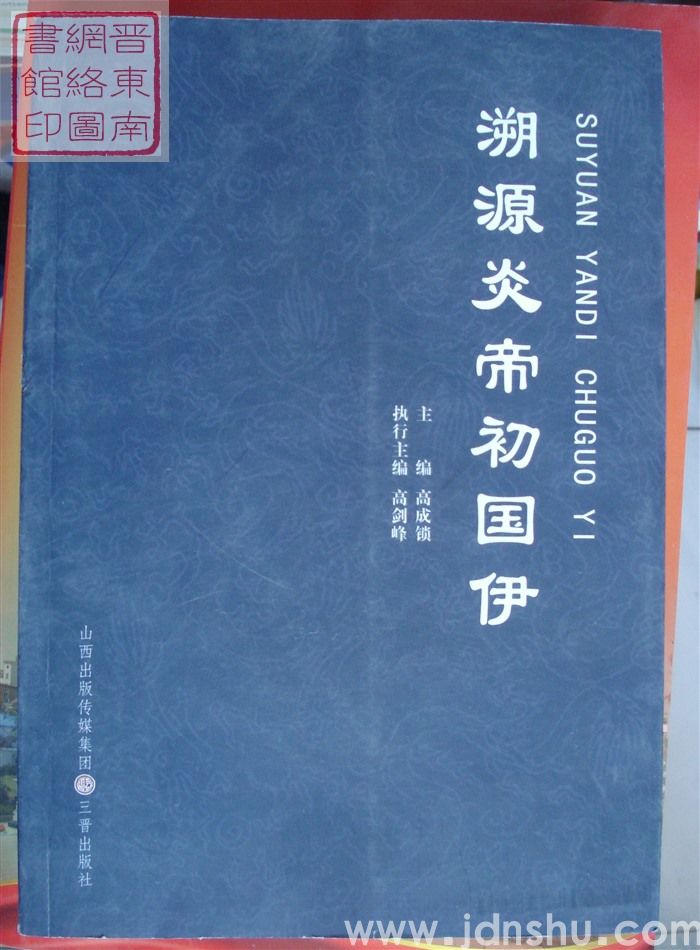 晋東南
網絡圖
書館印
SUYUAN YANDI CHUGUO YI
溯源炎帝初国伊
主 编 高成锁
执行主编 高剑峰
山西出版传媒集团 三晋出版社
www.jdnshu.com